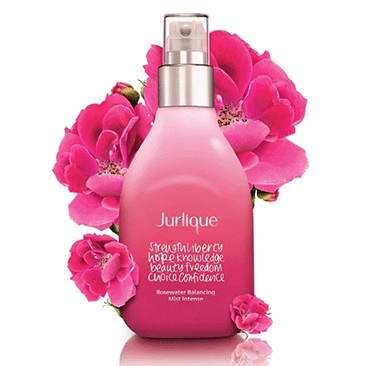 Jurlique
strength liberty
hope knowledge
beauty freedom
choice confidence
Rosewater Balancing
Mist Intense